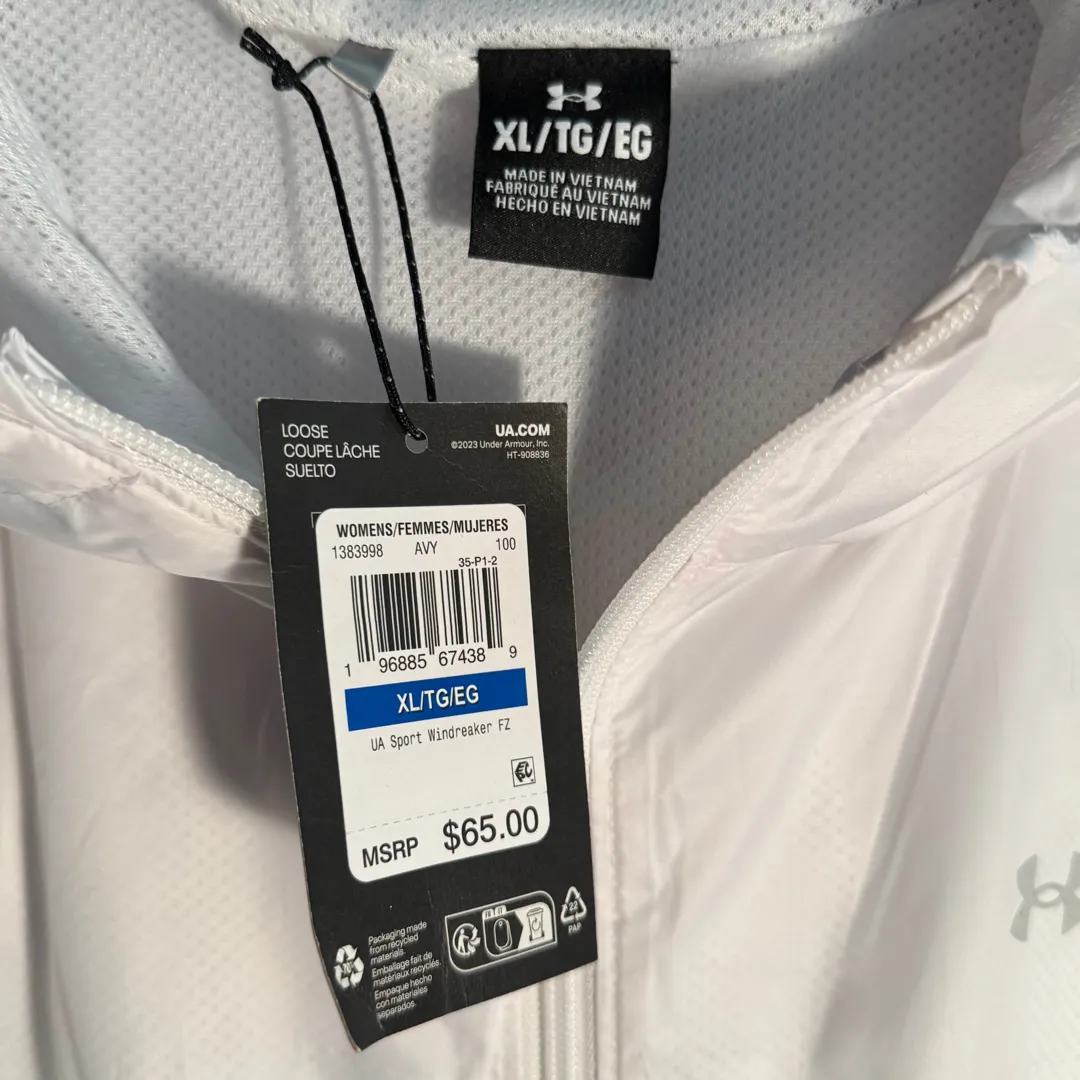 XL/TG/EG
MADE IN VIETNAM
FABRIQUÉ AU VIETNAM
HECHO EN VIETNAM
LOOSE
COUPE LÂCHE
SUELTO
UA.COM
©2023 Under Armour, Inc.
HT-908836
WOMENS/FEMMES/MUJERES
1383998 AVY 100
35-P1-2
1 96885 67438 9
XL/TG/EG
UA Sport Windreaker FZ
MSRP $65.00
Packaging made
from recycled
materials.
Emballage fait de
matériaux recyclés.
Empaque hecho
con materiales
separados.
FR
22
PAP